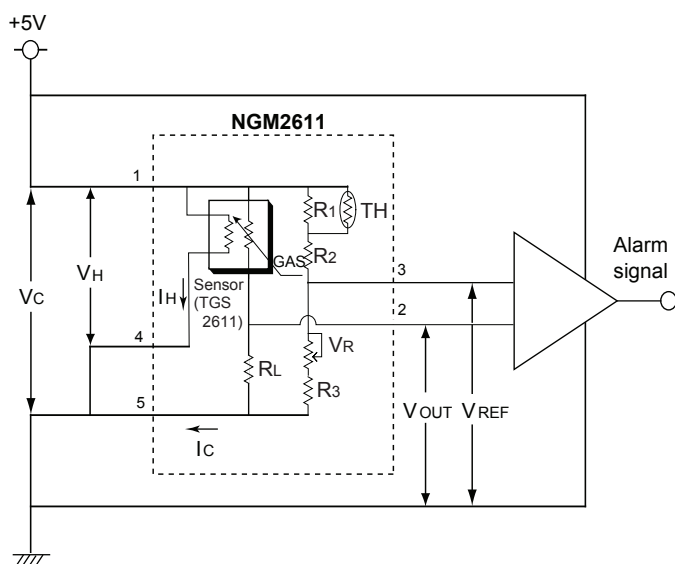 +5V
NGM2611
1
R1
TH
R2
GAS
3
Alarm
signal
VC
VH
IH
Sensor
(TGS
2611)
2
4
VR
RL
R3
VOUT
VREF
5
IC